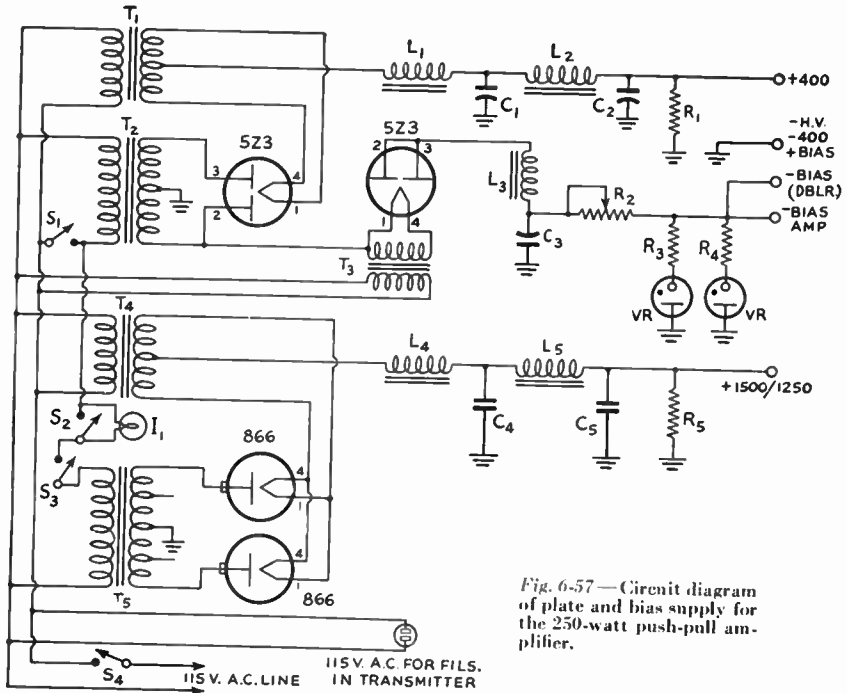 T1
L1
L2
+400
C1
C2
R1
T2
5Z3
5Z3
-H.V.
-400
+BIAS
3
4
2
1
2
3
L3
-BIAS
(DBLR)
S1
R2
-BIAS
AMP
1
4
C3
R3
R4
T3
VR
VR
T4
L4
L5
+1500/1250
S2
I1
866
C4
C5
R5
S3
4
1
4
1
T5
866
Fig. 6-57—Circuit diagram
of plate and bias supply for
the 250-watt push-pull am-
plifier.
S4
115 V. A.C. LINE
115 V. A.C. FOR FILS.
IN TRANSMITTER